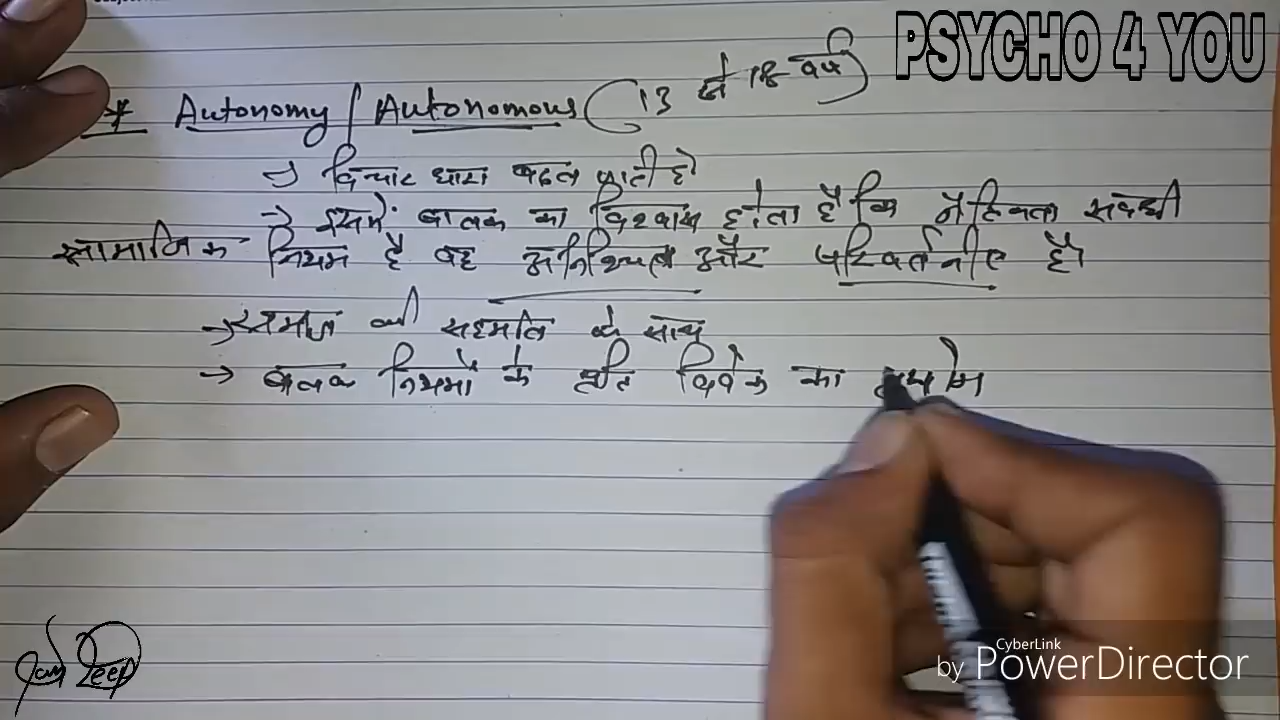 PSYCHO 4 YOU
* Autonomy / Autonomous (13 से 18 वर्ष)
→ विचार धारा बदल जाती है
→ इसमें बालक का विश्वास होता है कि नैतिकता सबंधी
सामाजिक नियम है वह अनिश्चित और परिवर्तनीय है।
→ समाज की सहमति के साथ
→ बालक नियमों के प्रति विवेक का
CyberLink
by PowerDirector